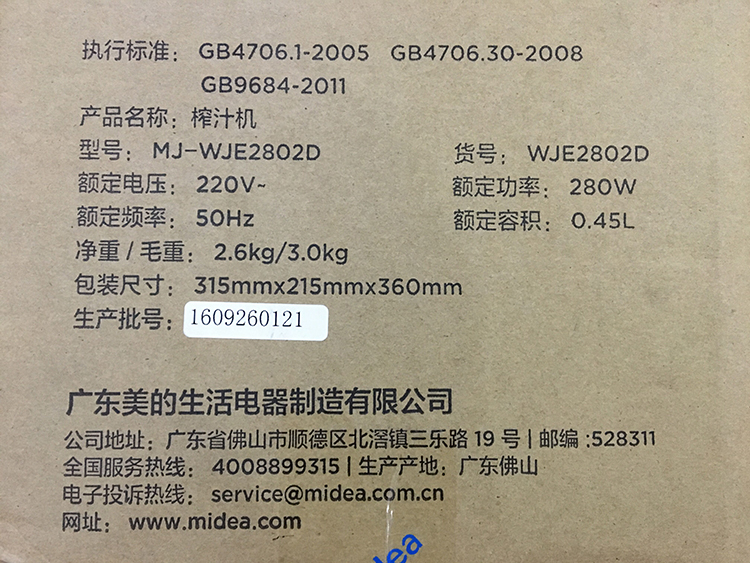 执行标准: GB4706.1-2005 GB4706.30-2008
GB9684-2011
产品名称: 榨汁机
型号: MJ-WJE2802D 货号: WJE2802D
额定电压: 220V~ 额定功率: 280W
额定频率: 50Hz 额定容积: 0.45L
净重/毛重: 2.6kg/3.0kg
包装尺寸: 315mmx215mmx360mm
生产批号: 1609260121
广东美的生活电器制造有限公司
公司地址: 广东省佛山市顺德区北滘镇三乐路 19 号 | 邮编:528311
全国服务热线: 4008899315 | 生产产地: 广东佛山
电子投诉热线: service@midea.com.cn
网址: www.midea.com
dea